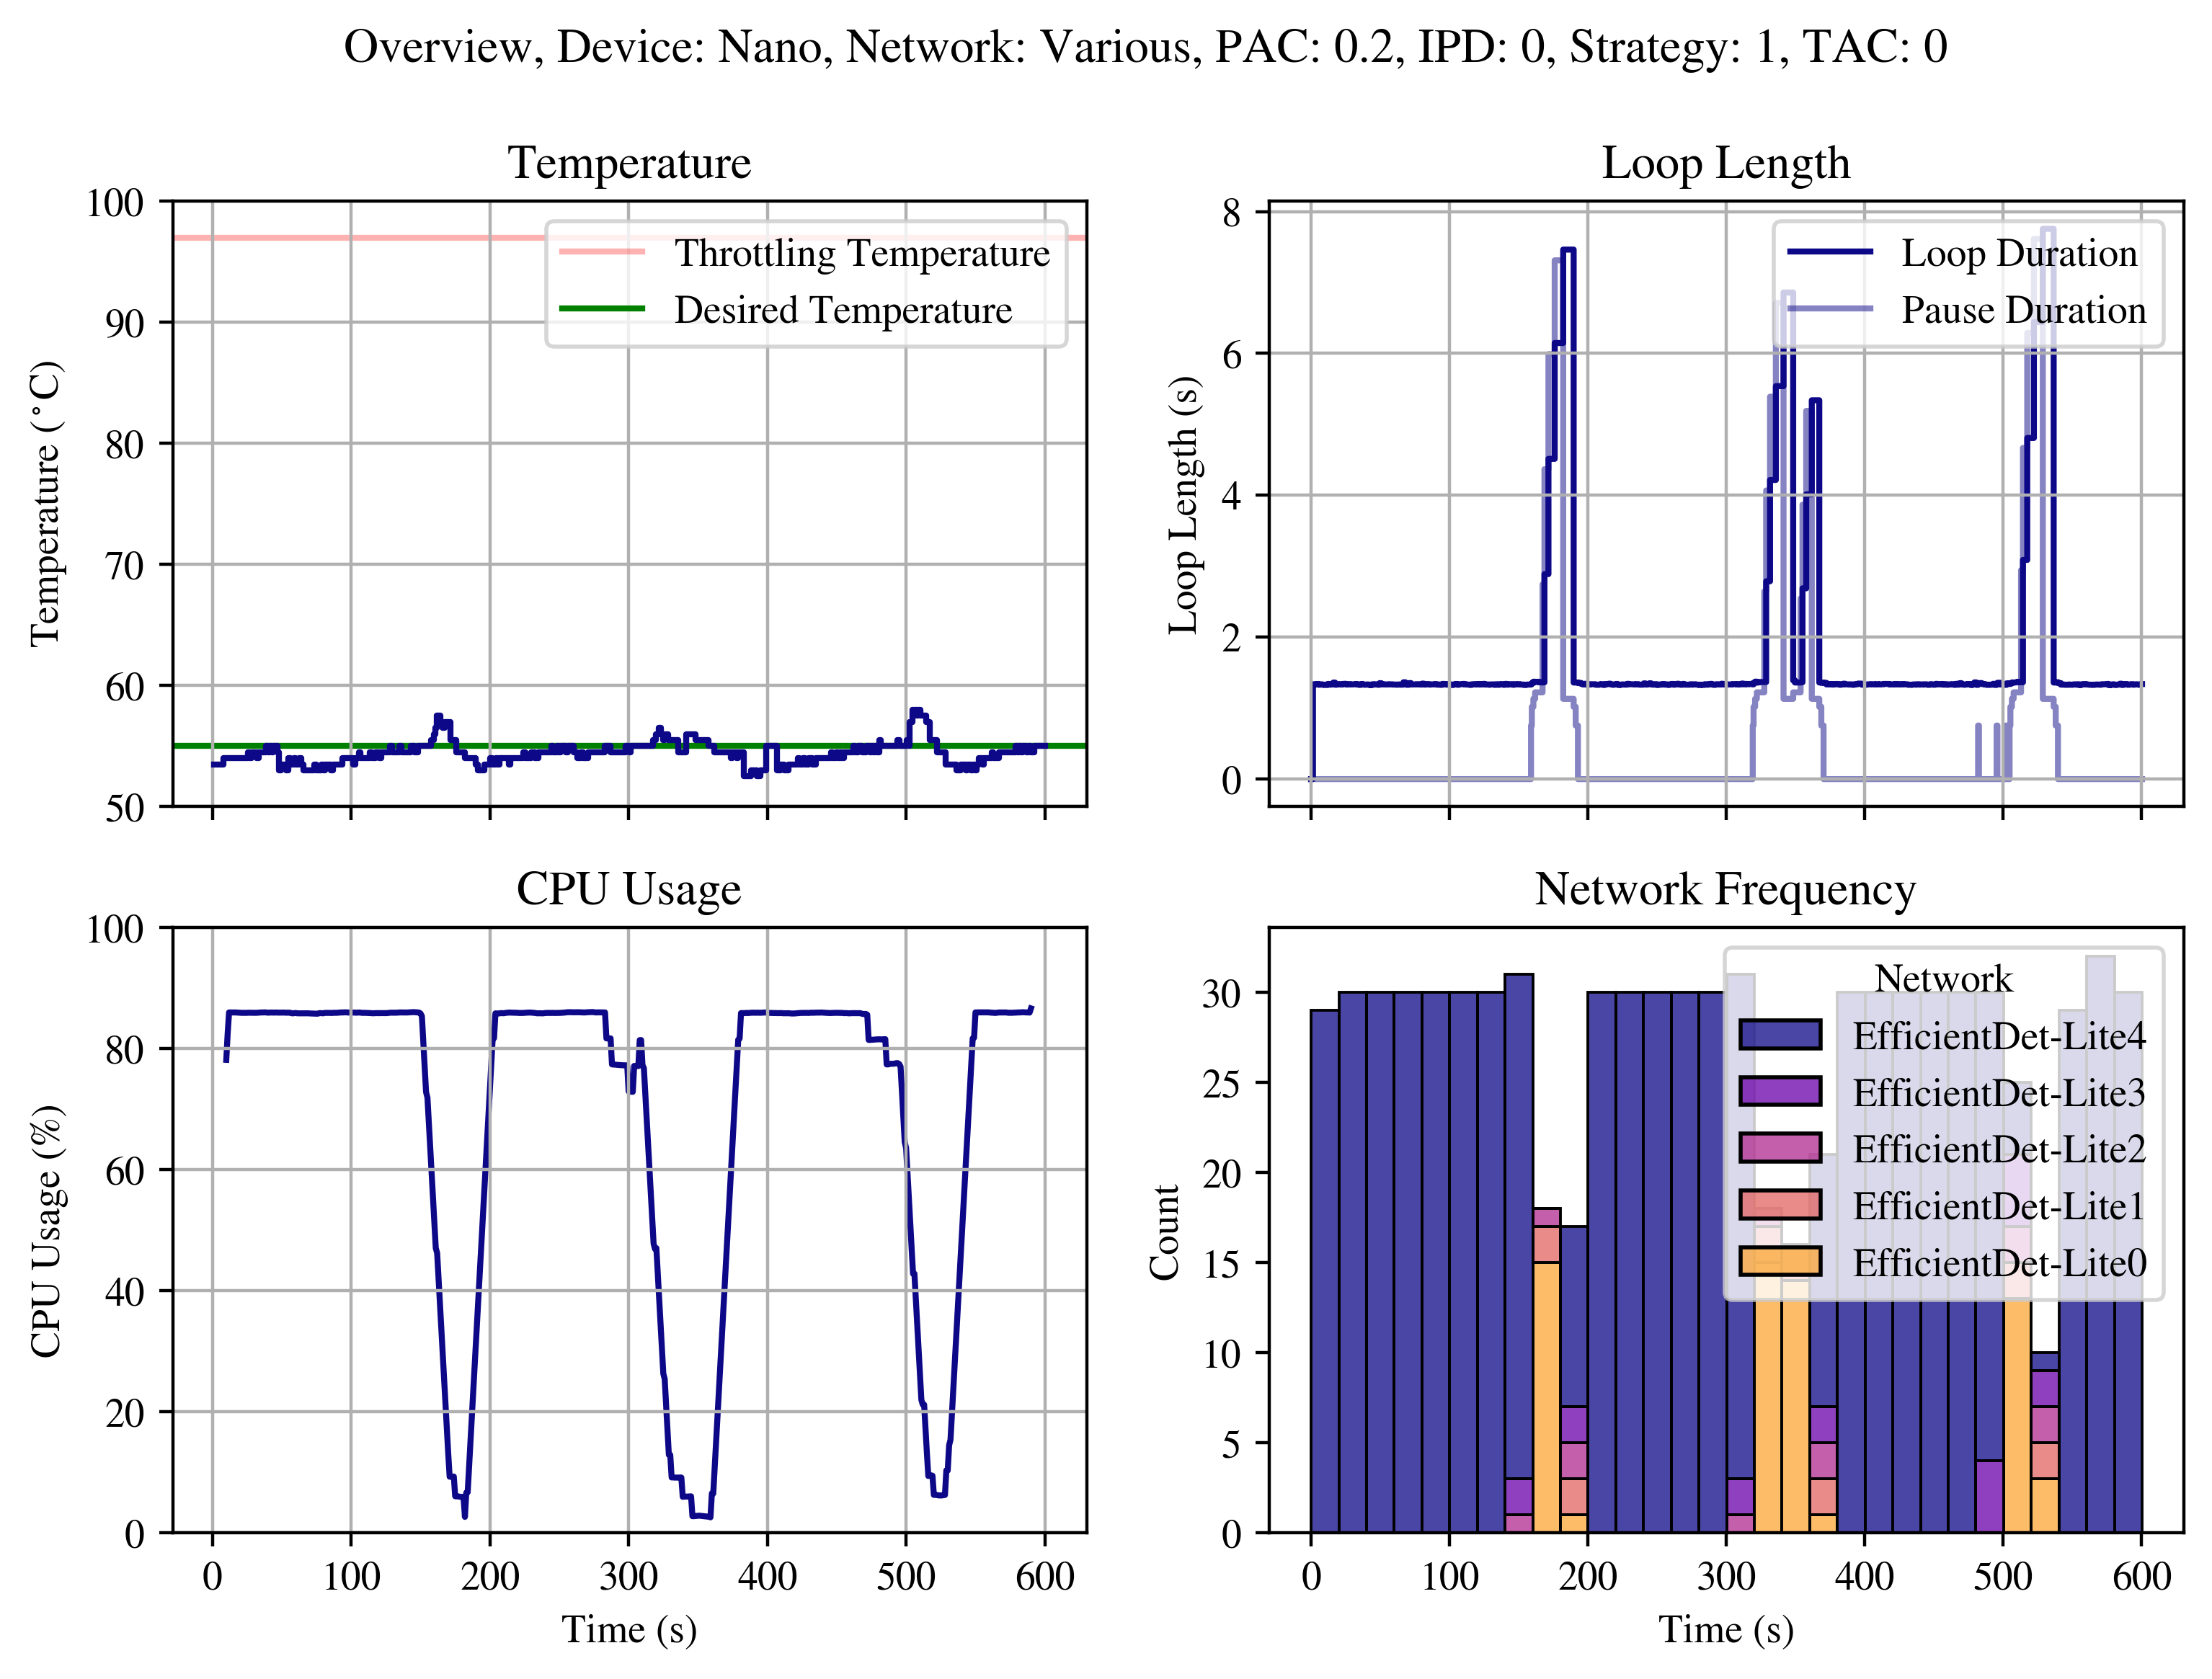 Overview, Device: Nano, Network: Various, PAC: 0.2, IPD: 0, Strategy: 1, TAC: 0
Temperature
100
90
80
70
60
50
Temperature (°C)
Throttling Temperature
Desired Temperature
Loop Length
8
6
4
2
0
Loop Length (s)
Loop Duration
Pause Duration
CPU Usage
100
80
60
40
20
0
CPU Usage (%)
0 100 200 300 400 500 600
Time (s)
Network Frequency
30
25
20
15
10
5
0
Count
Network
EfficientDet-Lite4
EfficientDet-Lite3
EfficientDet-Lite2
EfficientDet-Lite1
EfficientDet-Lite0
0 100 200 300 400 500 600
Time (s)